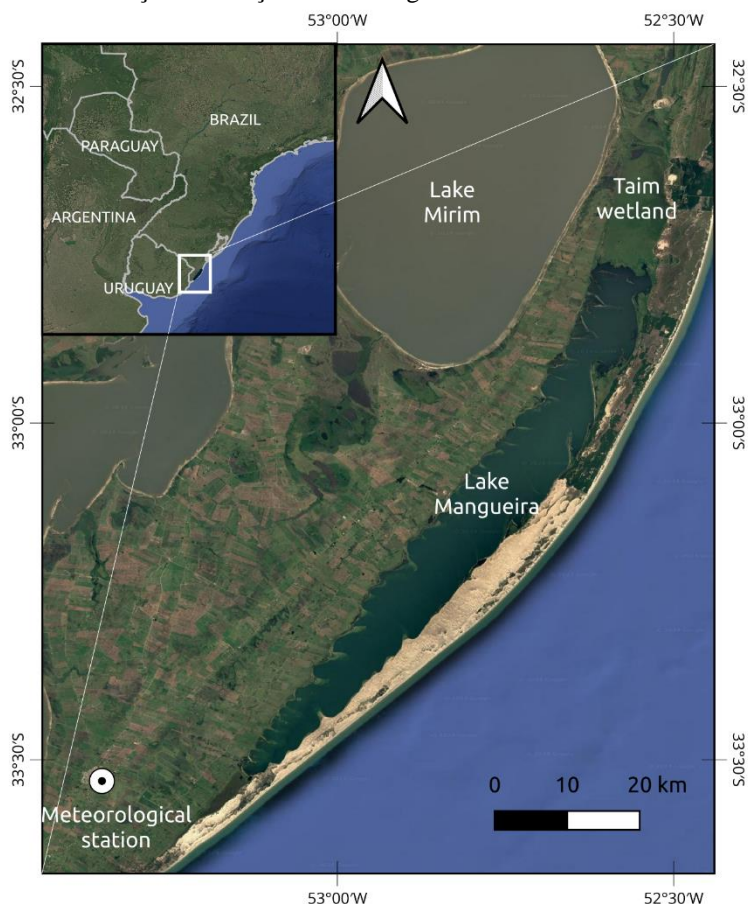 53°00'W
52°30'W
32°30'S
32°30'S
BRAZIL
PARAGUAY
ARGENTINA
URUGUAY
Lake
Mirim
Taim
wetland
33°00'S
33°00'S
Lake
Mangueira
33°30'S
33°30'S
0 10 20 km
Meteorological
station
53°00'W
52°30'W